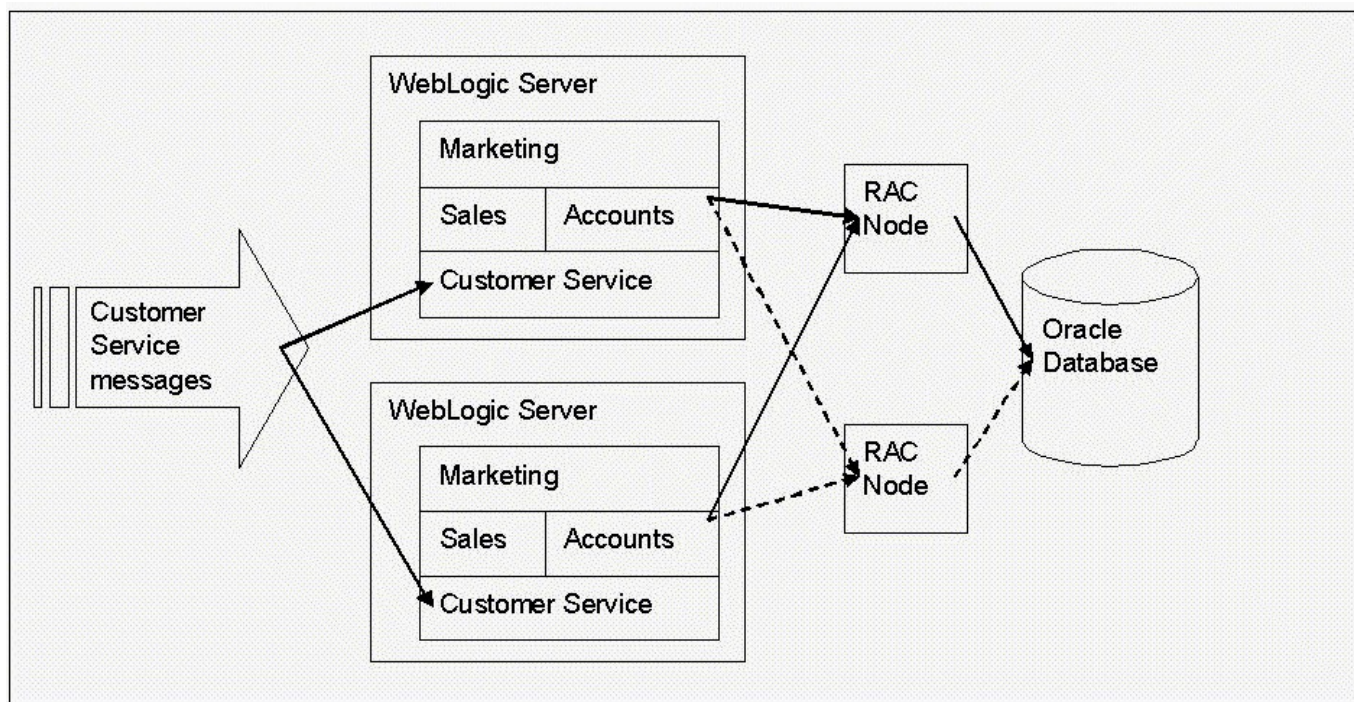 Customer
Service
messages
WebLogic Server
Marketing
Sales
Accounts
Customer Service
WebLogic Server
Marketing
Sales
Accounts
Customer Service
RAC
Node
RAC
Node
Oracle
Database